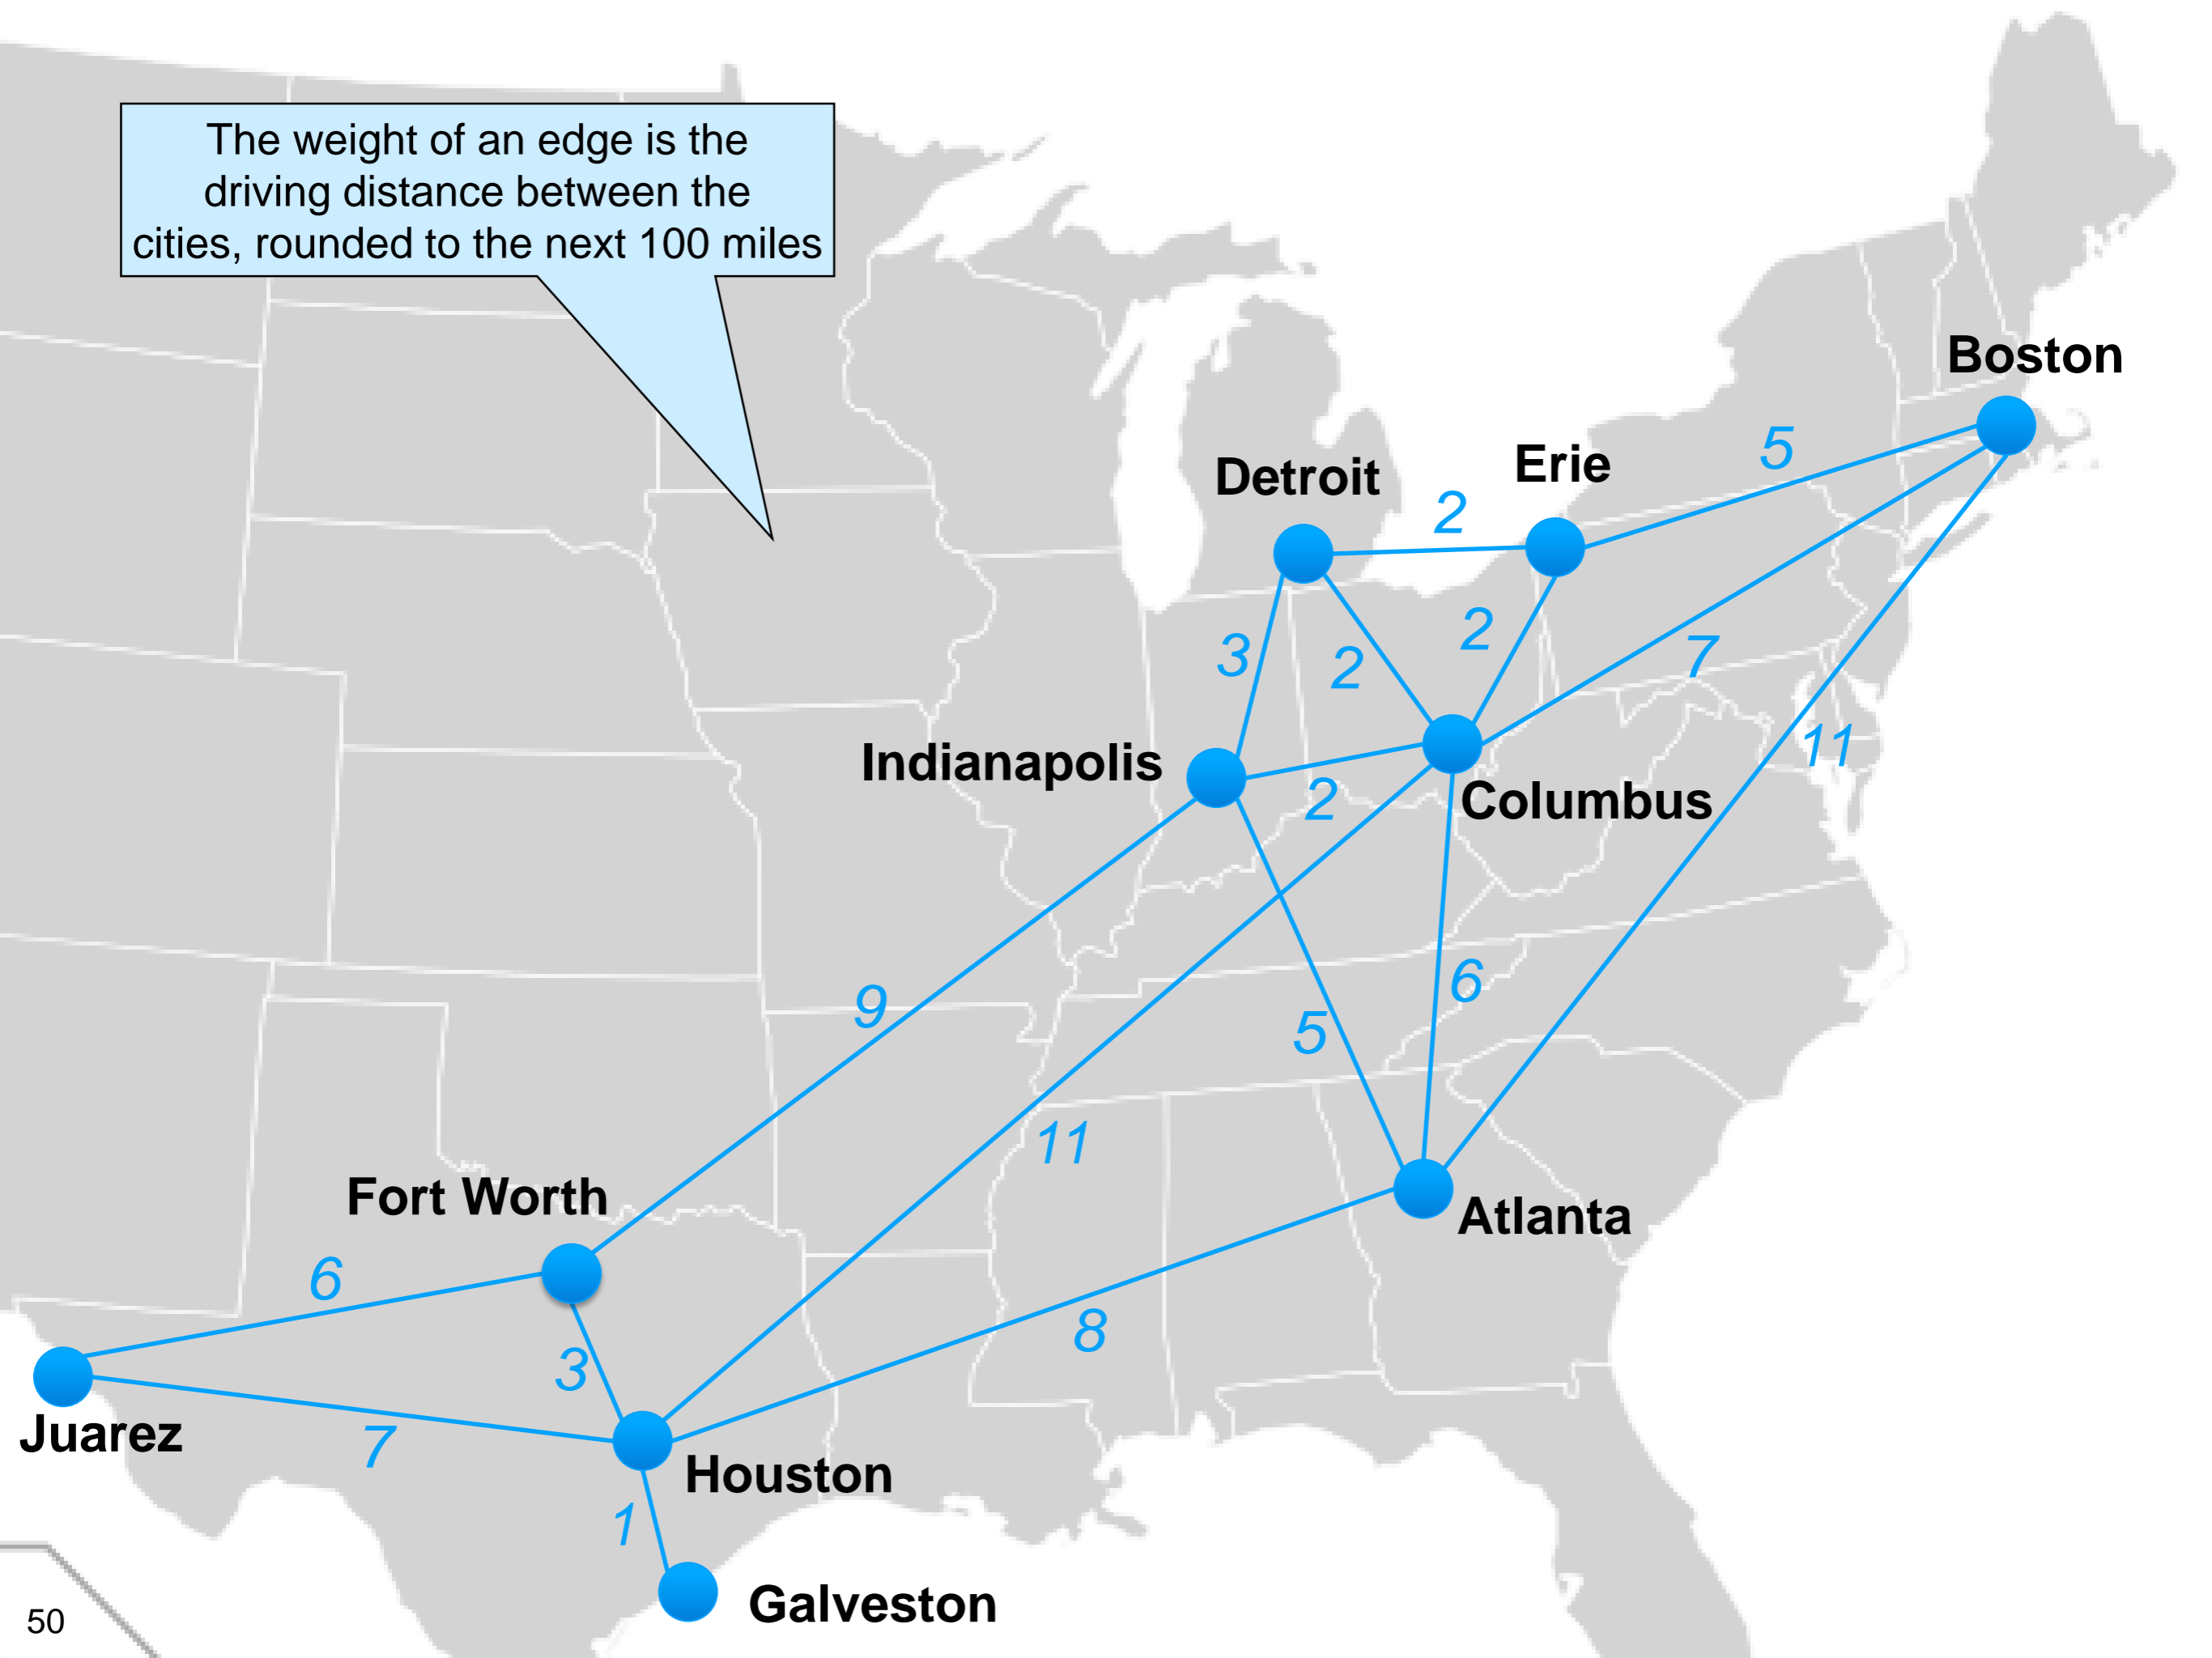 The weight of an edge is the
driving distance between the
cities, rounded to the next 100 miles
Boston
5
Erie
Detroit
2
2
3
2
7
11
Indianapolis
2
Columbus
9
6
5
11
Fort Worth
Atlanta
6
8
3
Juarez
7
Houston
1
Galveston
50